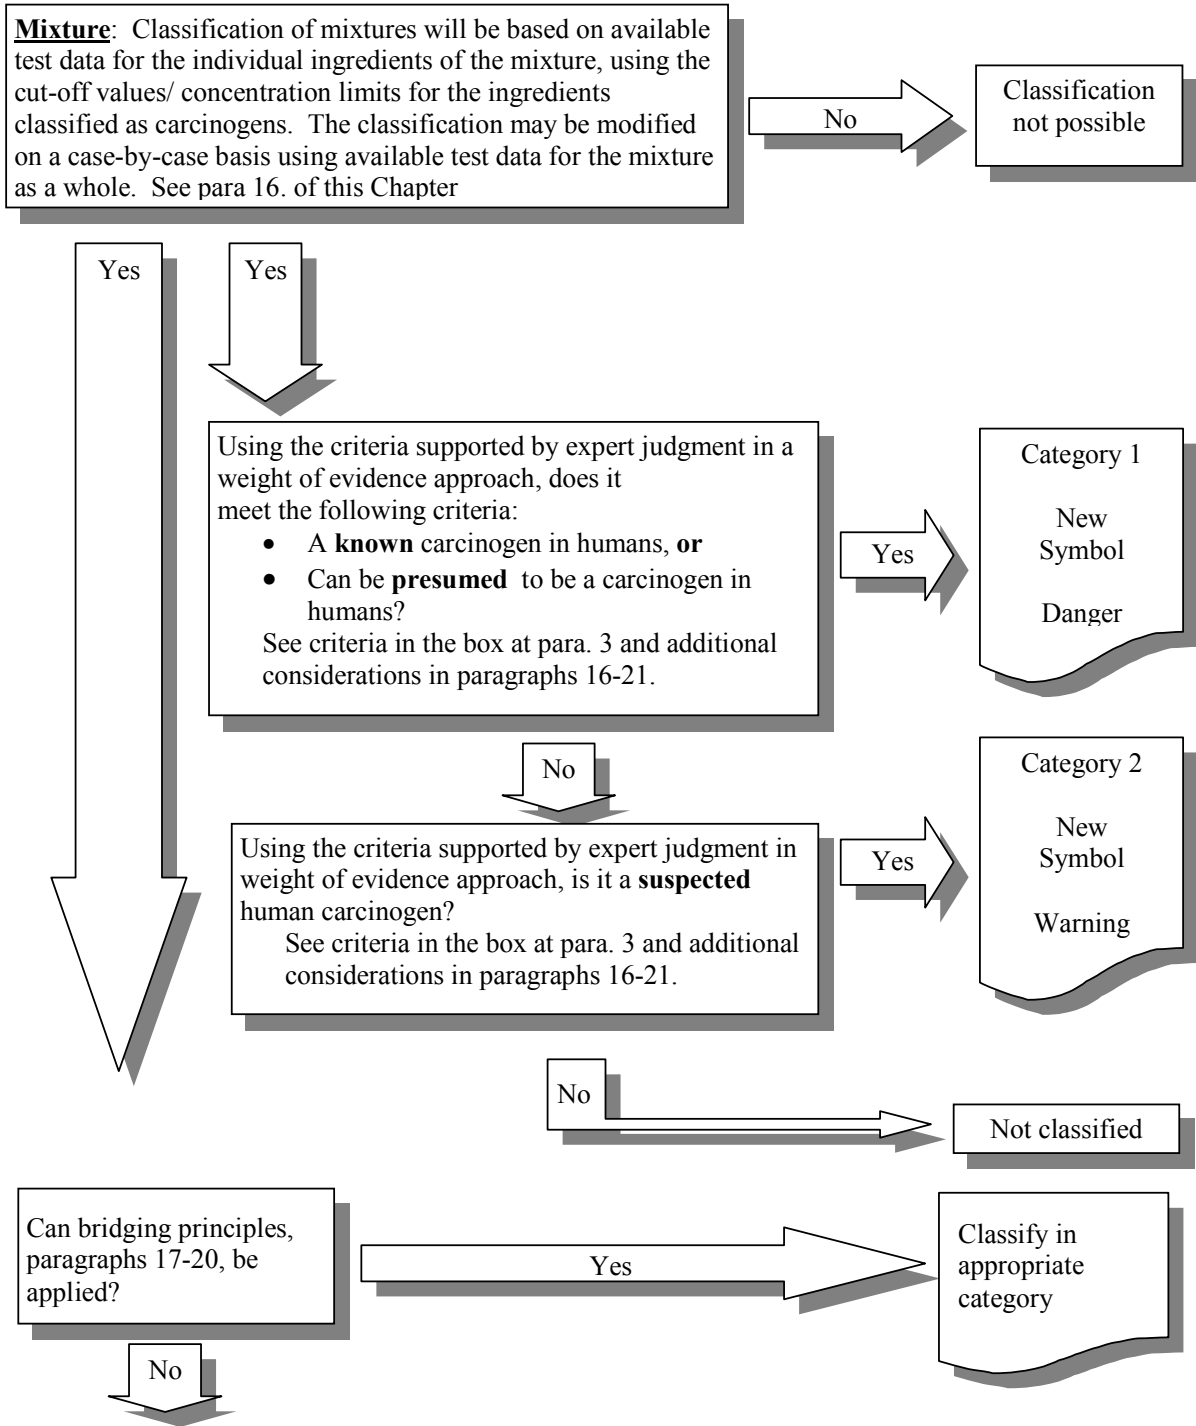 Mixture: Classification of mixtures will be based on available
test data for the individual ingredients of the mixture, using the
cut-off values/ concentration limits for the ingredients
classified as carcinogens. The classification may be modified
on a case-by-case basis using available test data for the mixture
as a whole. See para 16. of this Chapter
No
Classification
not possible
Yes
Yes
Using the criteria supported by expert judgment in a
weight of evidence approach, does it
meet the following criteria:
• A known carcinogen in humans, or
• Can be presumed to be a carcinogen in
humans?
See criteria in the box at para. 3 and additional
considerations in paragraphs 16-21.
Yes
Category 1
New
Symbol
Danger
No
Using the criteria supported by expert judgment in
weight of evidence approach, is it a suspected
human carcinogen?
See criteria in the box at para. 3 and additional
considerations in paragraphs 16-21.
Yes
Category 2
New
Symbol
Warning
No
Not classified
Can bridging principles,
paragraphs 17-20, be
applied?
Yes
Classify in
appropriate
category
No